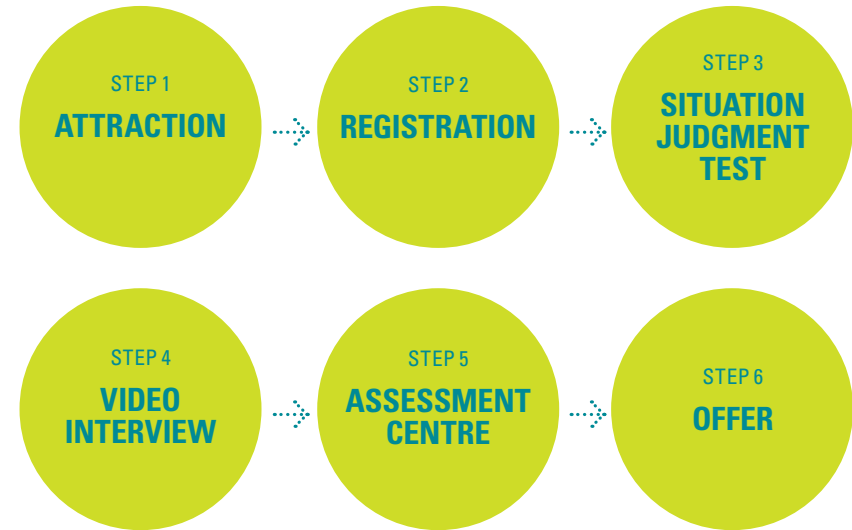 STEP 1
ATTRACTION
STEP 2
REGISTRATION
STEP 3
SITUATION
JUDGMENT
TEST
STEP 4
VIDEO
INTERVIEW
STEP 5
ASSESSMENT
CENTRE
STEP 6
OFFER